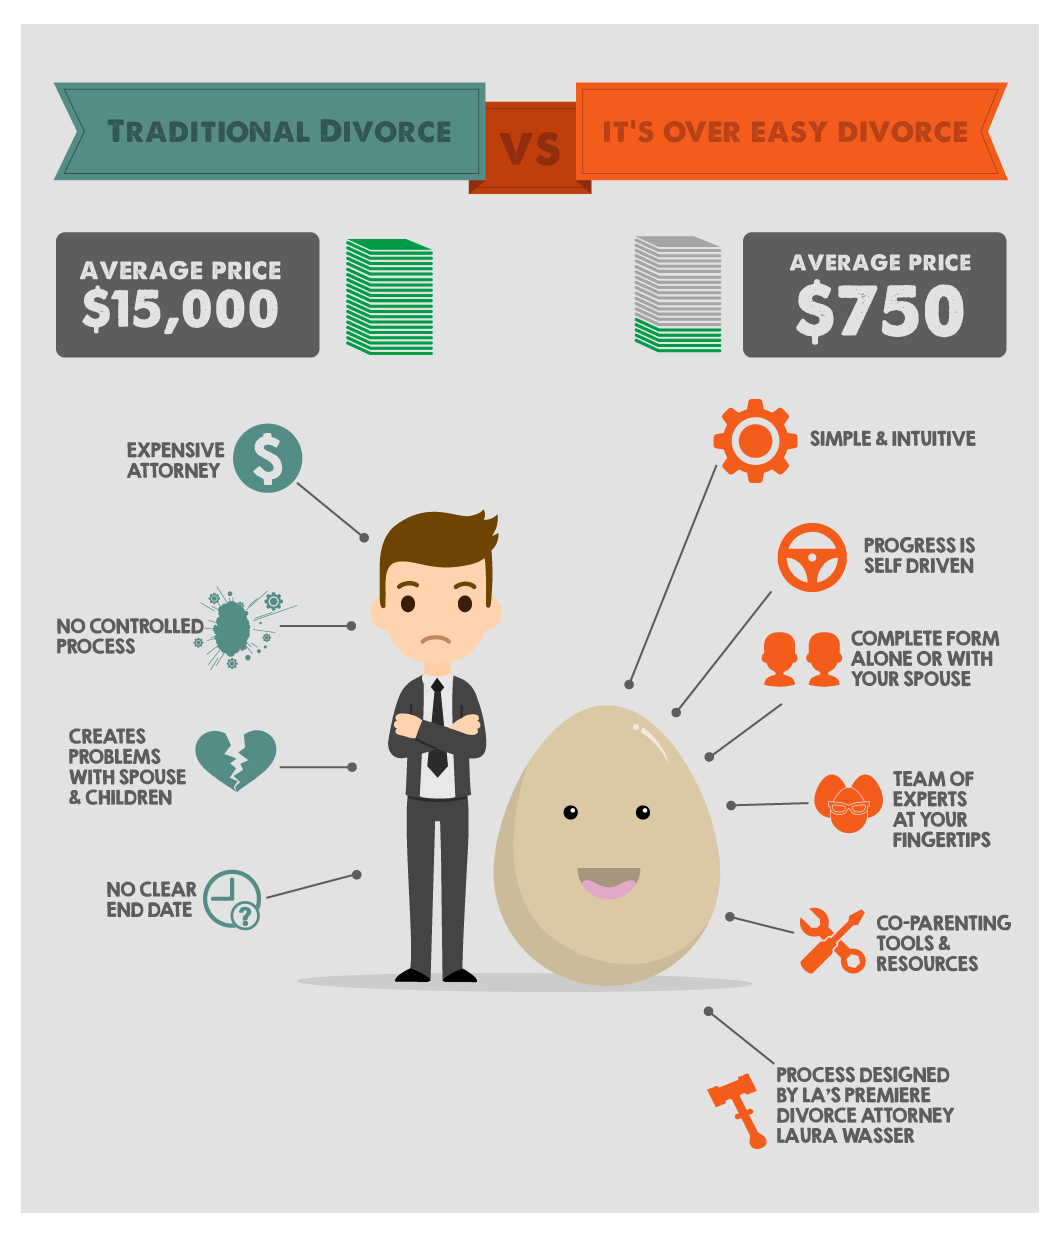 TRADITIONAL DIVORCE
VS
IT'S OVER EASY DIVORCE
AVERAGE PRICE
$15,000
AVERAGE PRICE
$750
EXPENSIVE
ATTORNEY
NO CONTROLLED
PROCESS
CREATES
PROBLEMS
WITH SPOUSE
& CHILDREN
NO CLEAR
END DATE
SIMPLE & INTUITIVE
PROGRESS IS
SELF DRIVEN
COMPLETE FORM
ALONE OR WITH
YOUR SPOUSE
TEAM OF
EXPERTS
AT YOUR
FINGERTIPS
CO-PARENTING
TOOLS &
RESOURCES
PROCESS DESIGNED
BY LA'S PREMIERE
DIVORCE ATTORNEY
LAURA WASSER